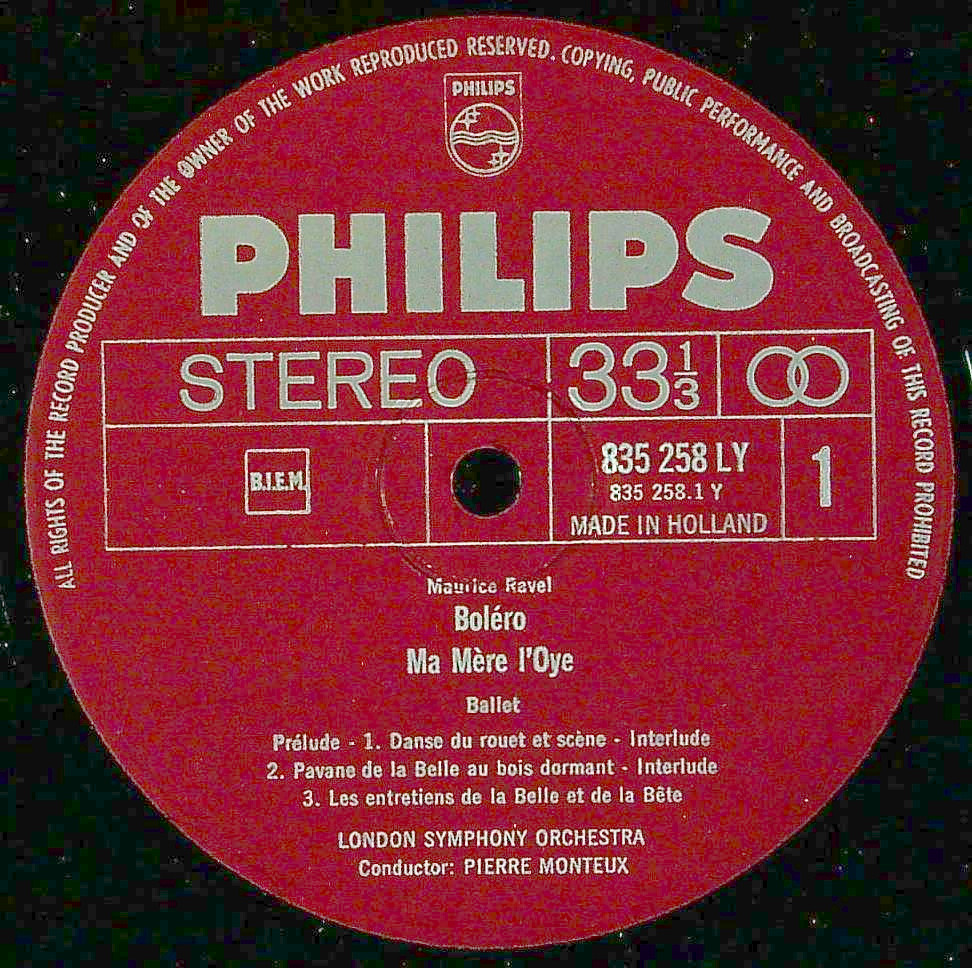 ALL RIGHTS OF THE RECORD PRODUCER AND OF THE OWNER OF THE WORK REPRODUCED RESERVED. COPYING, PUBLIC PERFORMANCE AND BROADCASTING OF THIS RECORD PROHIBITED
PHILIPS
PHILIPS
STEREO 33 1/3
B.I.E.M. 835 258 LY 1
835 258.1 Y
MADE IN HOLLAND
Maurice Ravel
Boléro
Ma Mère l'Oye
Ballet
Prélude - 1. Danse du rouet et scène - Interlude
2. Pavane de la Belle au bois dormant - Interlude
3. Les entretiens de la Belle et de la Bête
LONDON SYMPHONY ORCHESTRA
Conductor: PIERRE MONTEUX